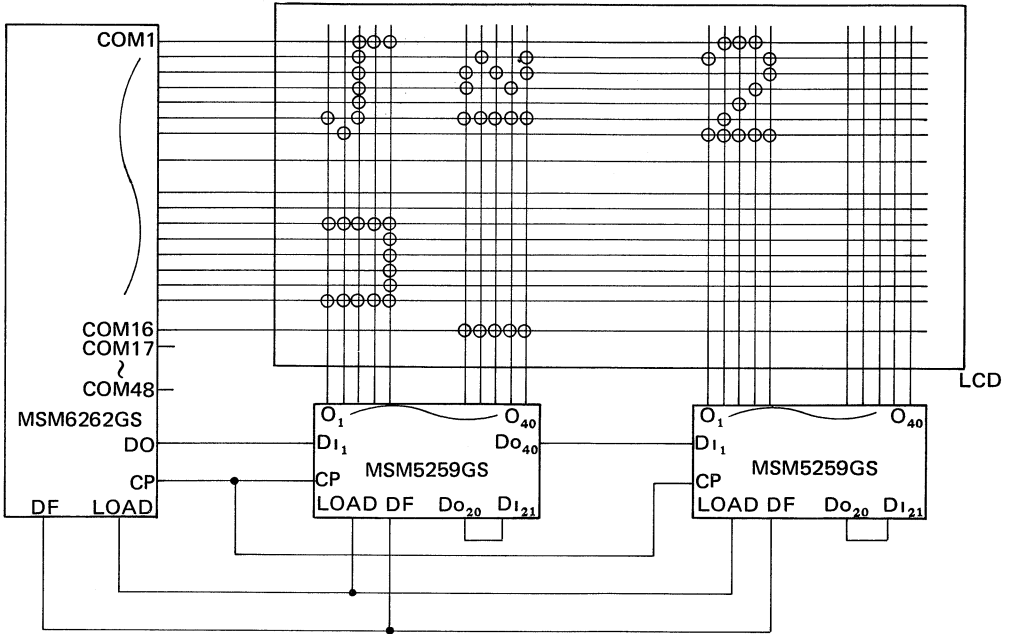 COM1
COM16
COM17
~
COM48
LCD
MSM6262GS
DO
CP
DF LOAD
O₁ O₄₀
DI₁ DO₄₀
MSM5259GS
CP
LOAD DF DO₂₀ DI₂₁
O₁ O₄₀
DI₁
MSM5259GS
CP
LOAD DF DO₂₀ DI₂₁